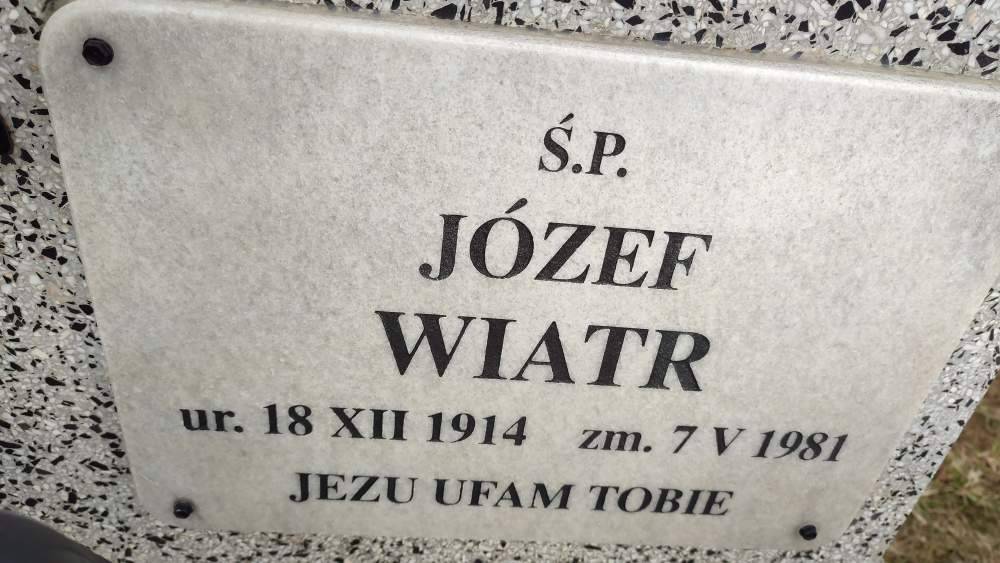 Ś.P.
JÓZEF
WIATR
ur. 18 XII 1914 zm. 7 V 1981
JEZU UFAM TOBIE